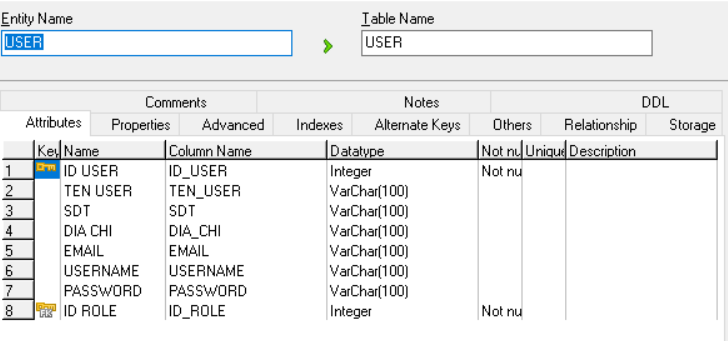 Entity Name Table Name
USER USER
Comments Notes DDL
Attributes Properties Advanced Indexes Alternate Keys Others Relationship Storage
Key Name Column Name Datatype Not nu Unique Description
1 ID USER ID_USER Integer Not nu
2 TEN USER TEN_USER VarChar(100)
3 SDT SDT VarChar(100)
4 DIA CHI DIA_CHI VarChar(100)
5 EMAIL EMAIL VarChar(100)
6 USERNAME USERNAME VarChar(100)
7 PASSWORD PASSWORD VarChar(100)
8 ID ROLE ID_ROLE Integer Not nu